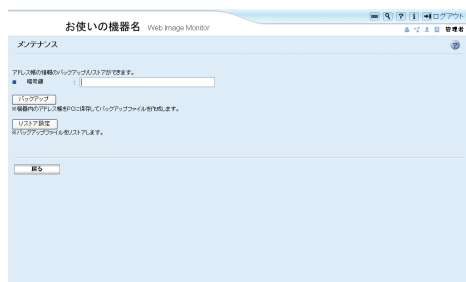 ログアウト
お使いの機器名 Web Image Monitor
管理者
メンテナンス
アドレス帳の情報のバックアップ/リストアができます。
■ 暗号鍵 :
バックアップ
※機器内のアドレス帳をPCに保存してバックアップファイルを作成します。
リストア設定
※バックアップファイルをリストアします。
戻る